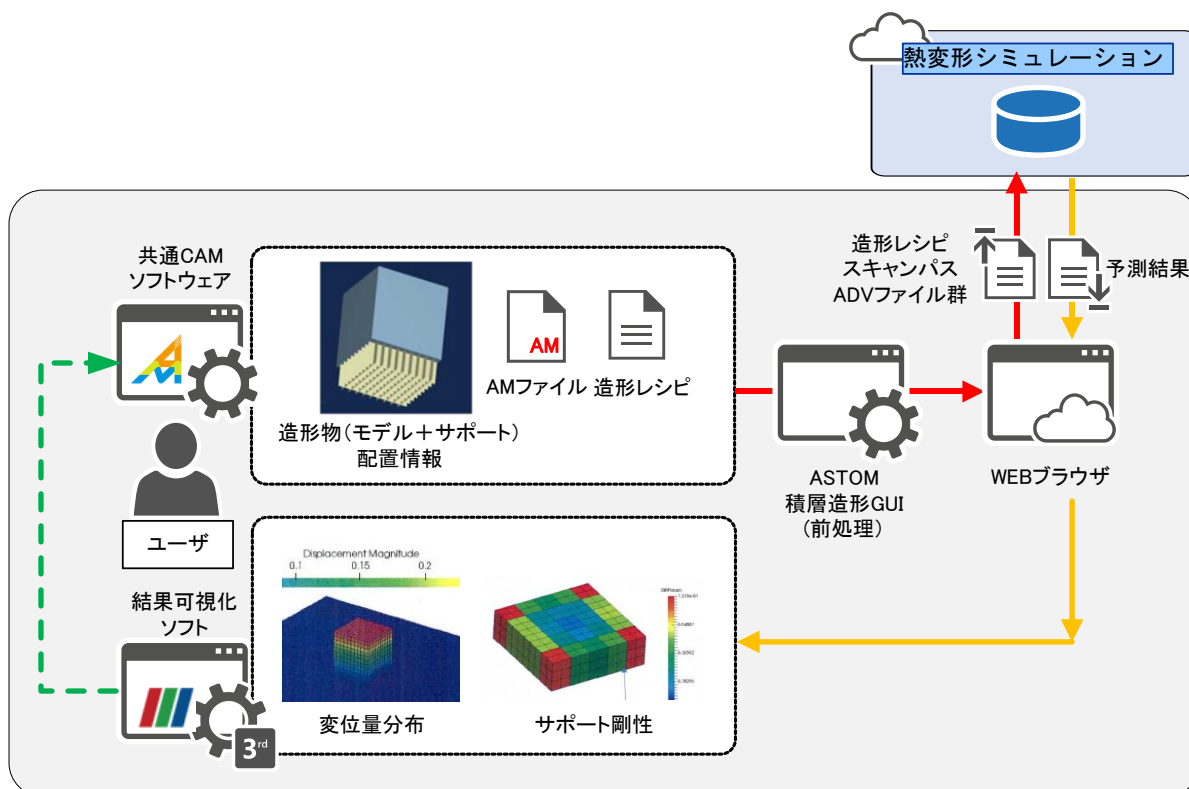 熱変形シミュレーション
共通CAM
ソフトウェア
AM
AMファイル
造形レシピ
造形物(モデル+サポート)
配置情報
造形レシピ
スキャンパス
ADVファイル群
予測結果
ASTOM
積層造形GUI
(前処理)
WEBブラウザ
ユーザ
結果可視化
ソフト
3rd
Displacement Magnitude
0.1 0.15 0.2
変位量分布
サポート剛性